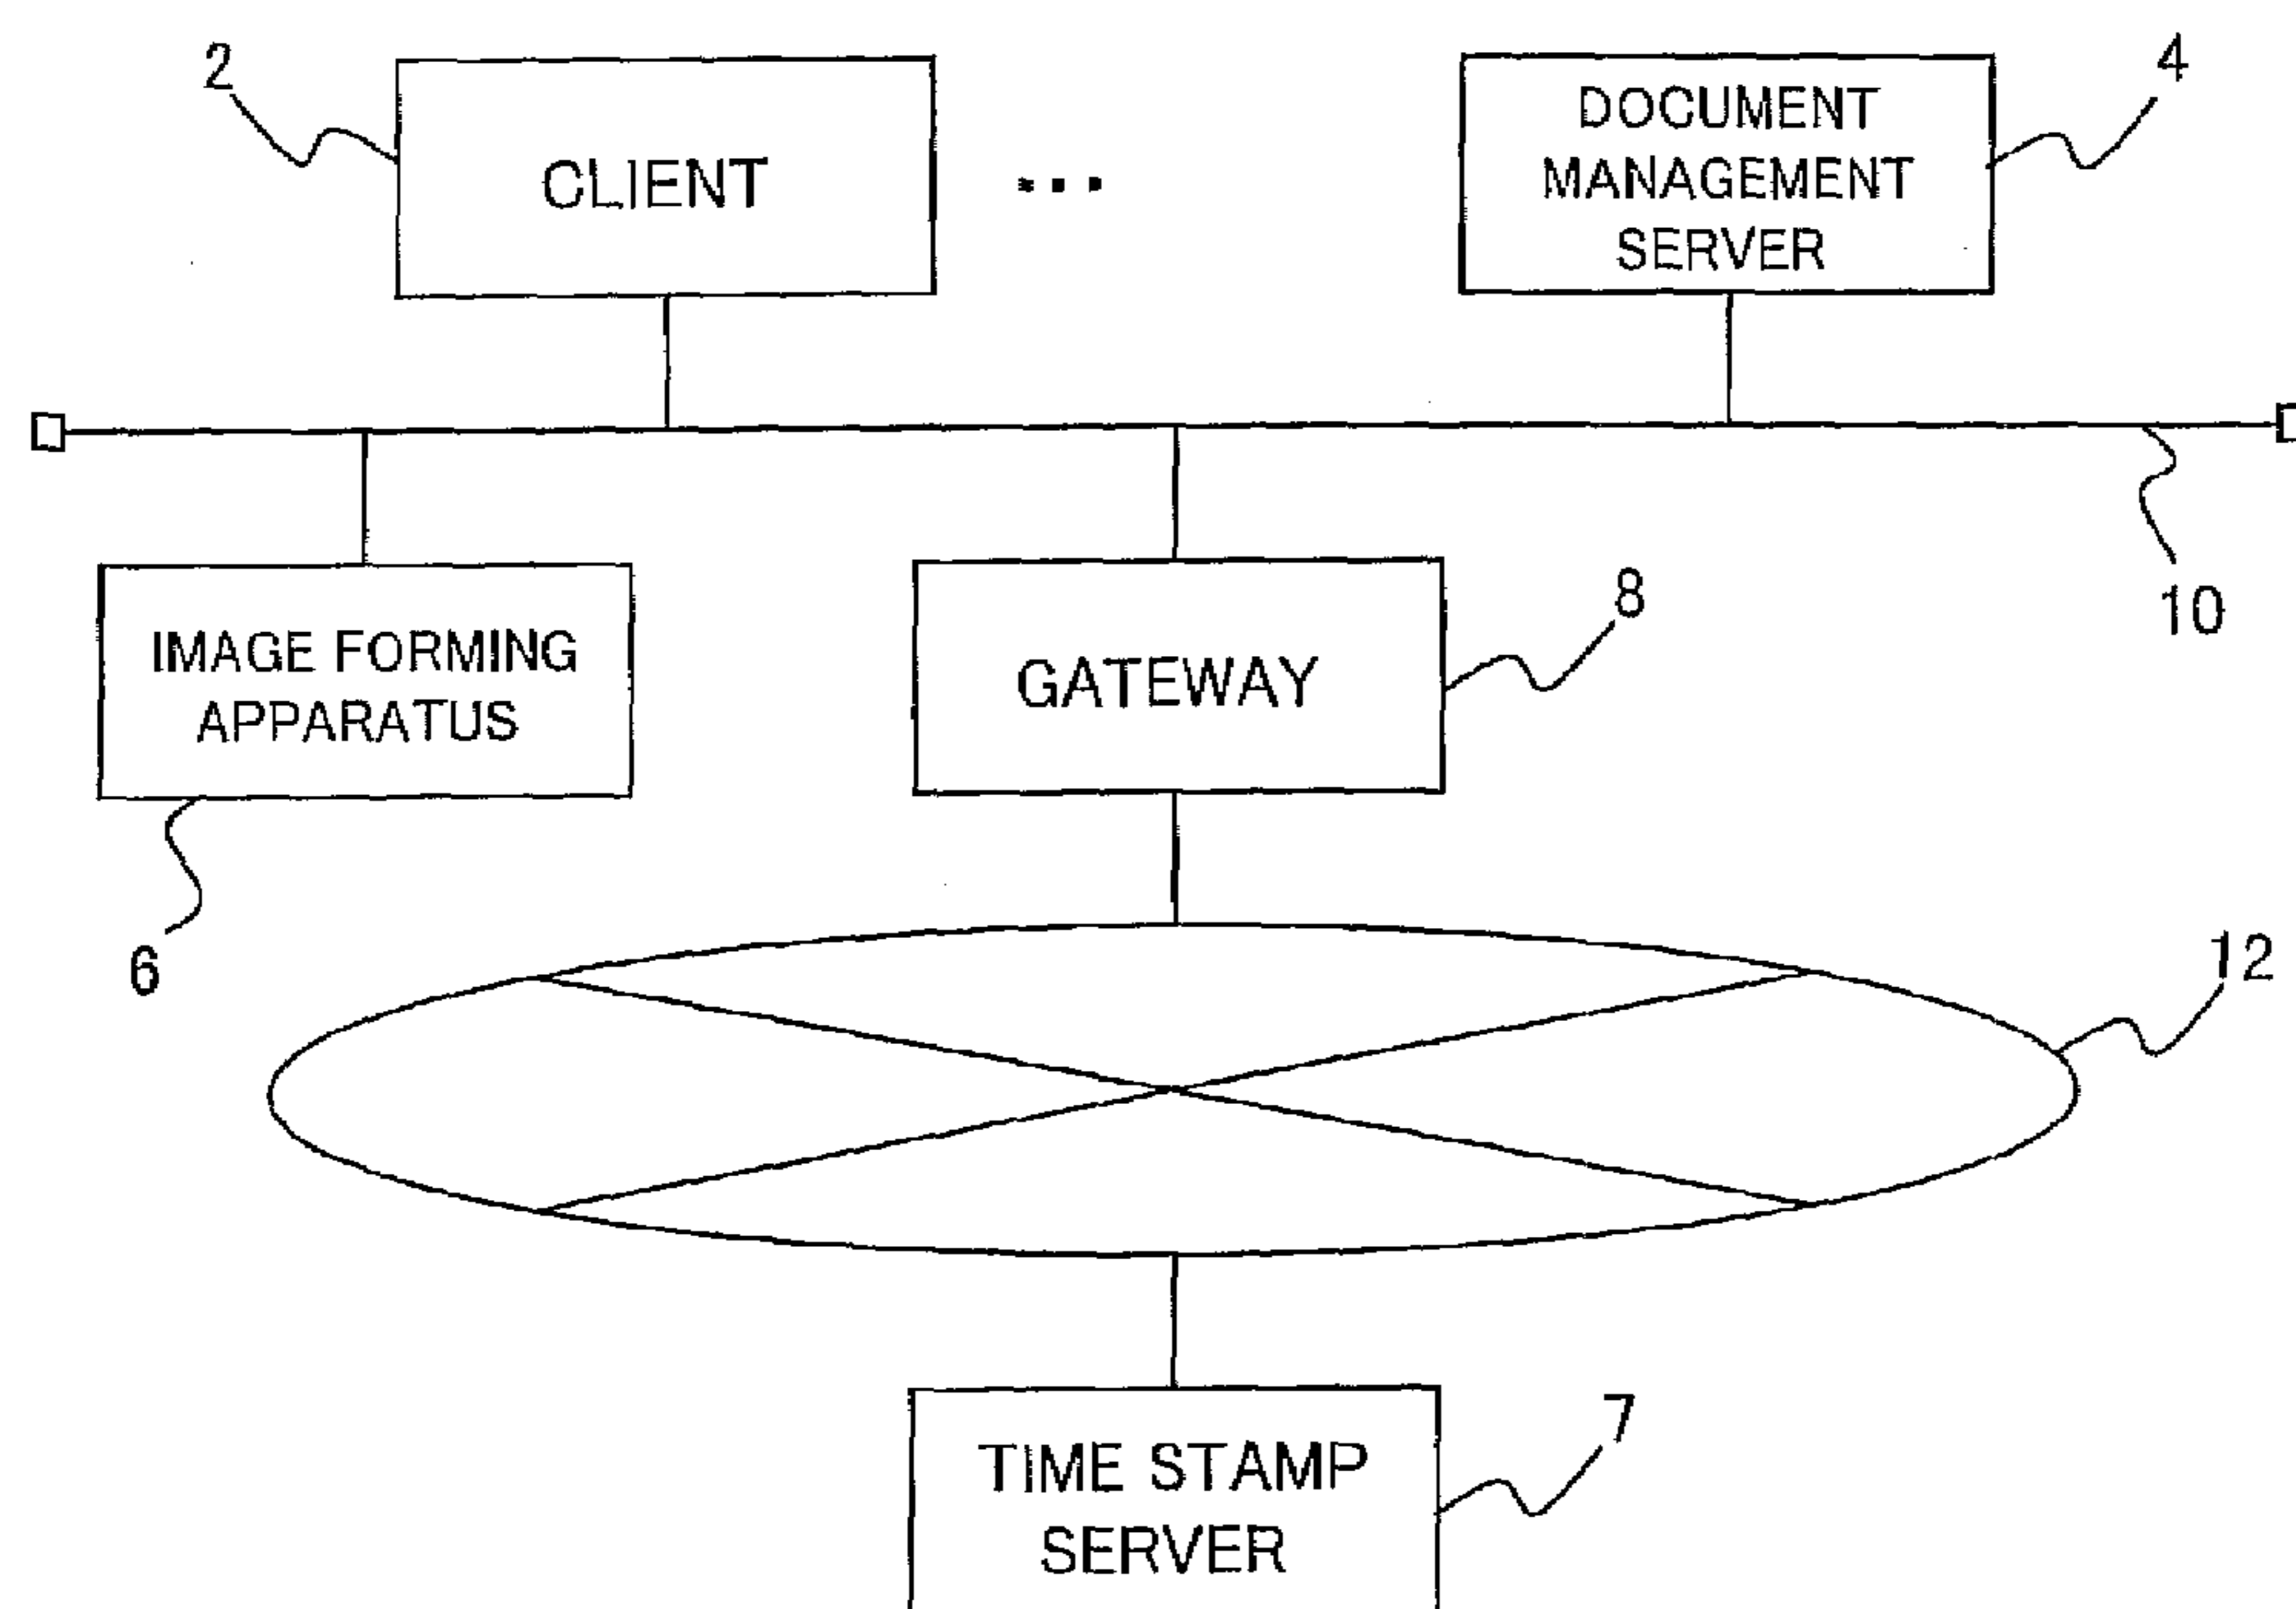 2
CLIENT
...
DOCUMENT
MANAGEMENT
SERVER
4
10
IMAGE FORMING
APPARATUS
6
GATEWAY
8
12
TIME STAMP
SERVER
7